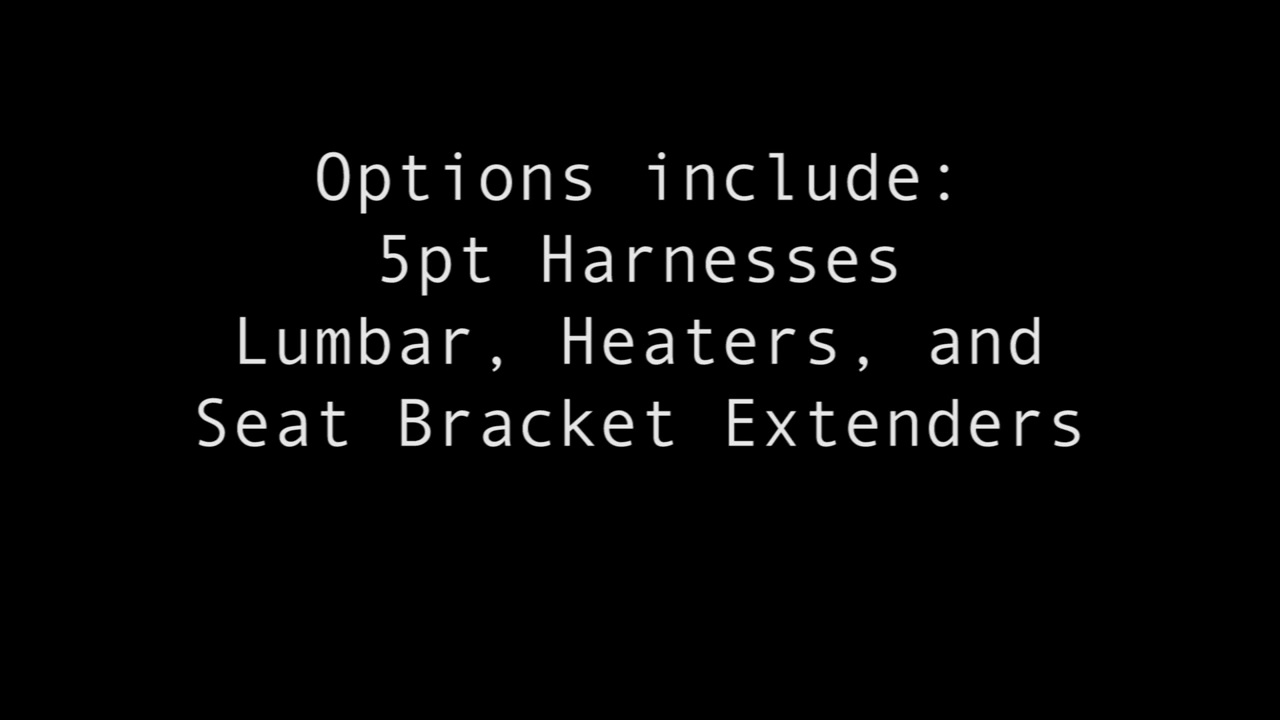 Options include:
5pt Harnesses
Lumbar, Heaters, and
Seat Bracket Extenders